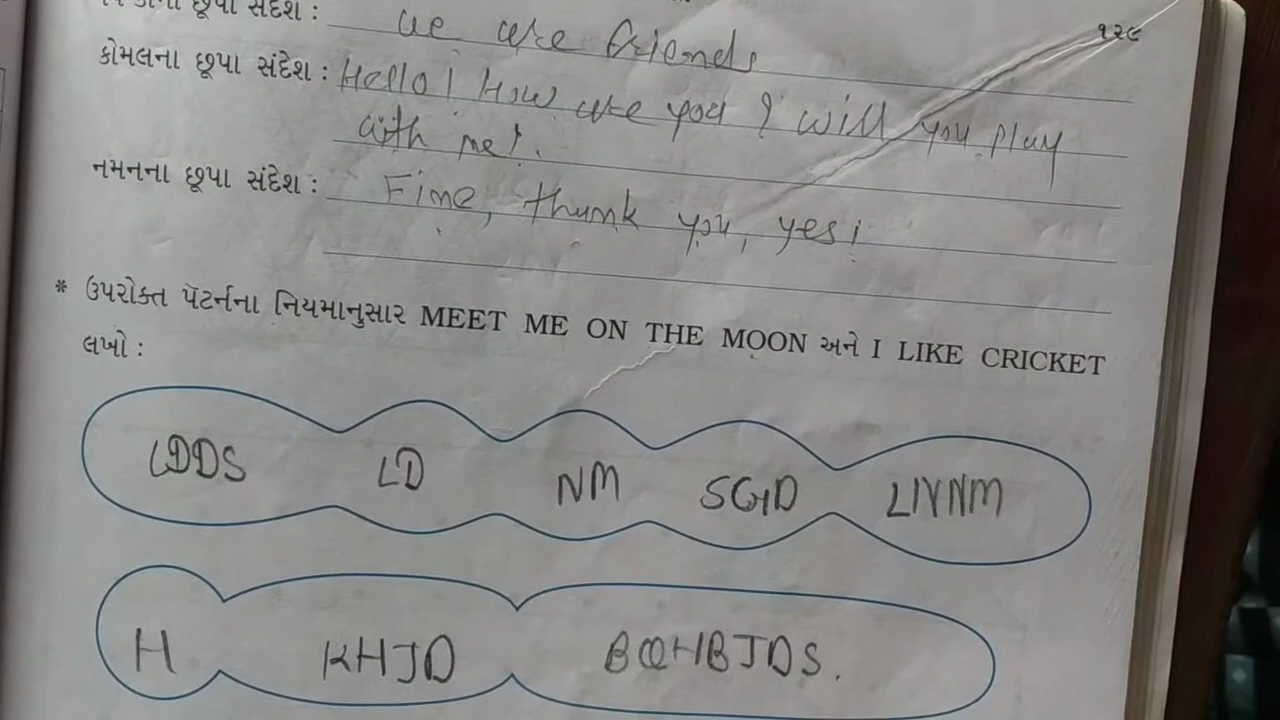 છૂપા સંદેશ : we are friends
૧૨૯
કોમલના છૂપા સંદેશ : Hello! How are you? will you play
with me!.
નમનના છૂપા સંદેશ : Fine, thank you, yes!
* ઉપરોક્ત પૅટર્નના નિયમાનુસાર MEET ME ON THE MOON અને I LIKE CRICKET
લખો :
LDDS LD NM SGD LNNM
H KHJD BQHBJDS.